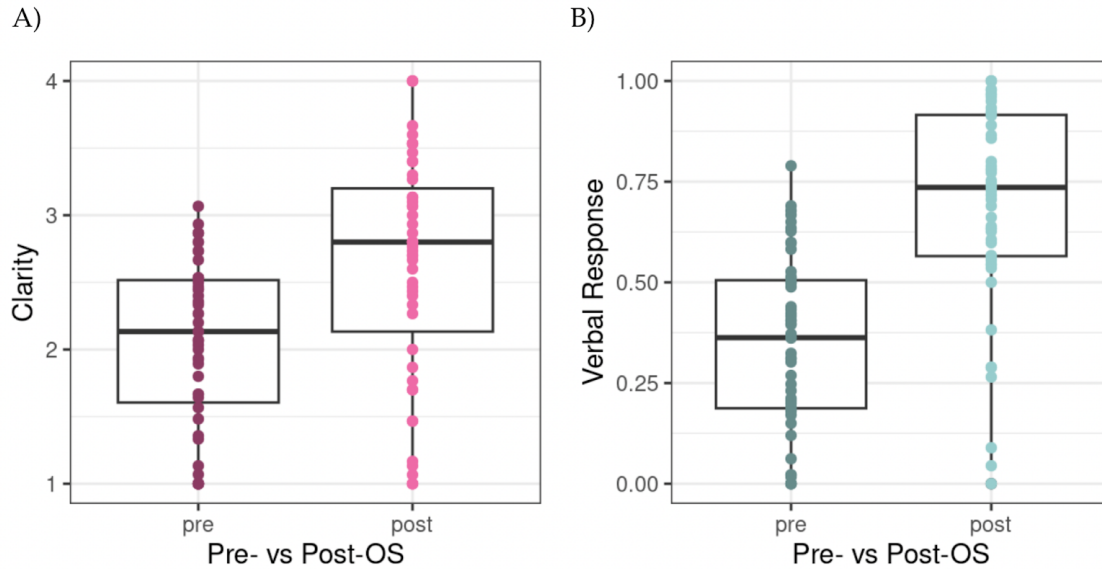 A)
B)
Clarity
4
3
2
1
pre
post
Pre- vs Post-OS
Verbal Response
1.00
0.75
0.50
0.25
0.00
pre
post
Pre- vs Post-OS